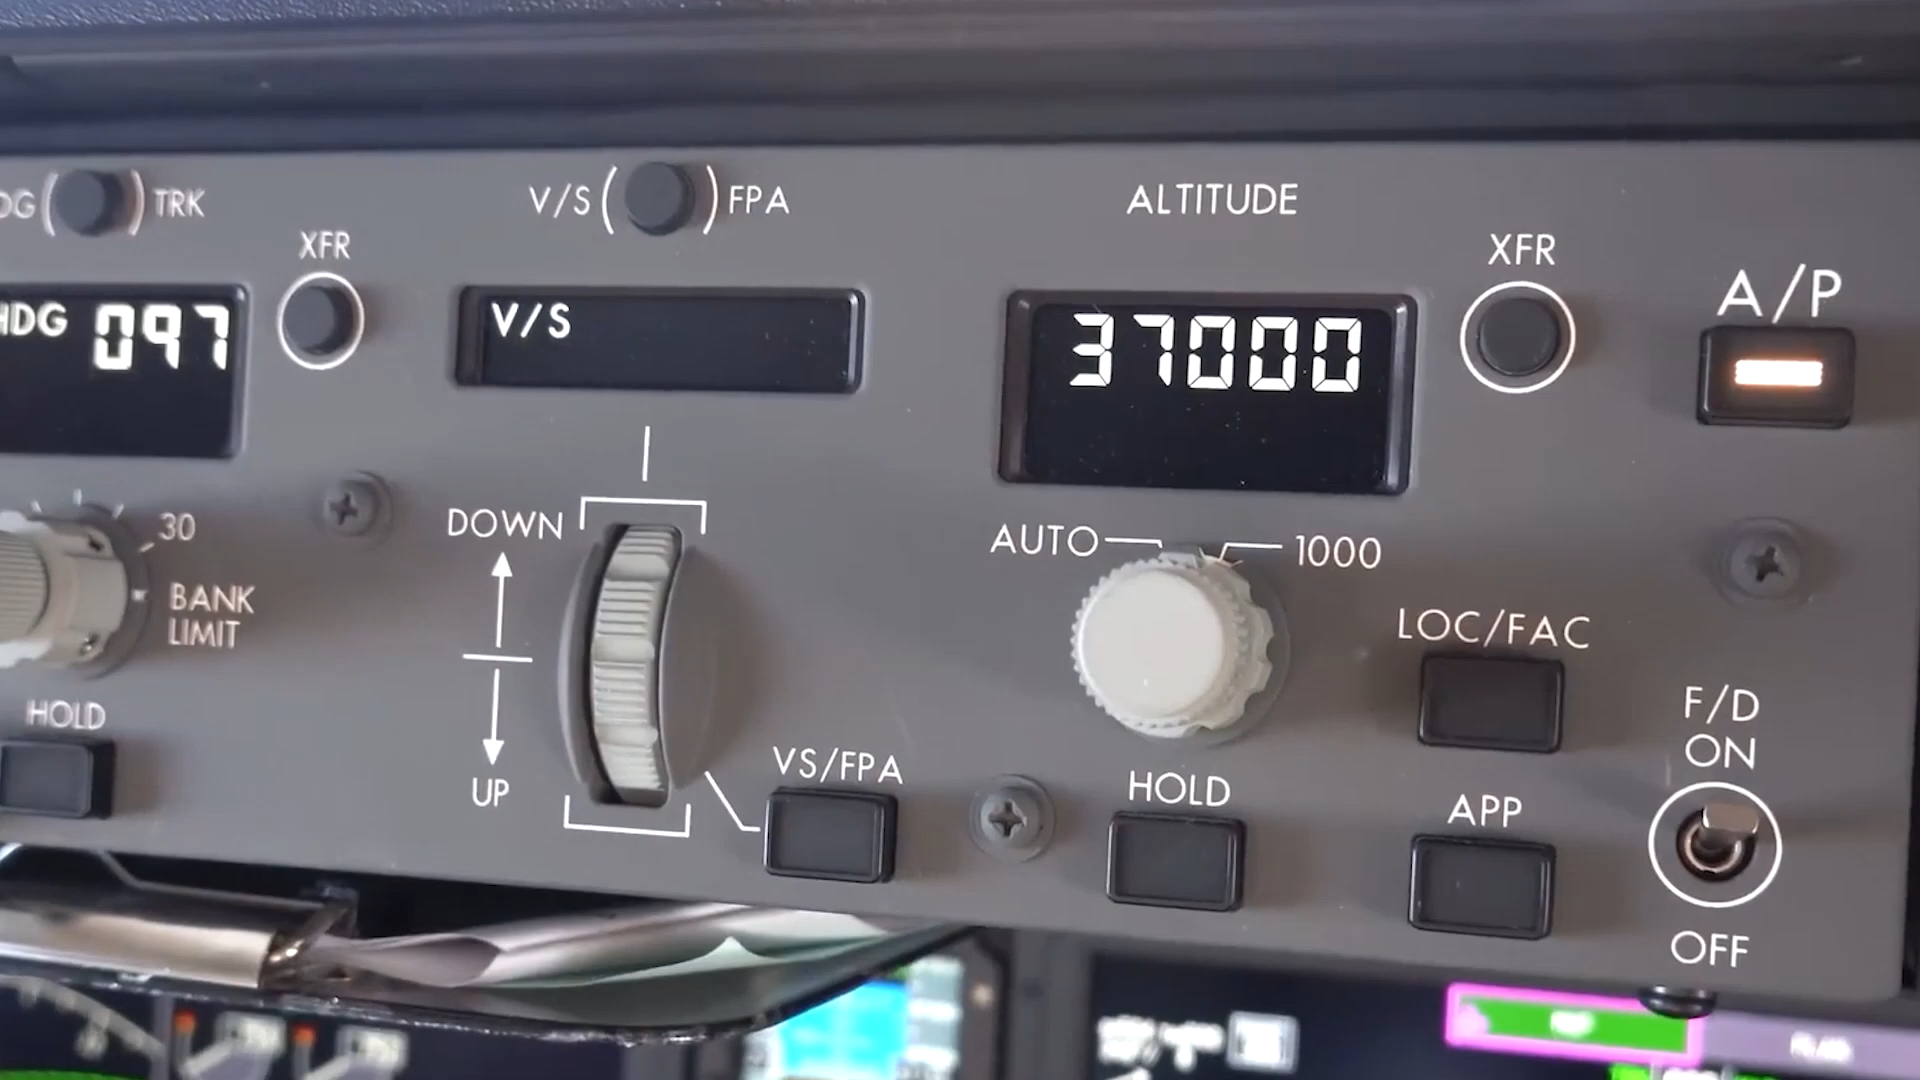 DG ( ) TRK
V/S ( ) FPA
ALTITUDE
XFR
XFR
A/P
HDG 097
V/S
37000
30
BANK
LIMIT
DOWN
UP
AUTO
1000
LOC/FAC
HOLD
VS/FPA
HOLD
APP
F/D
ON
OFF